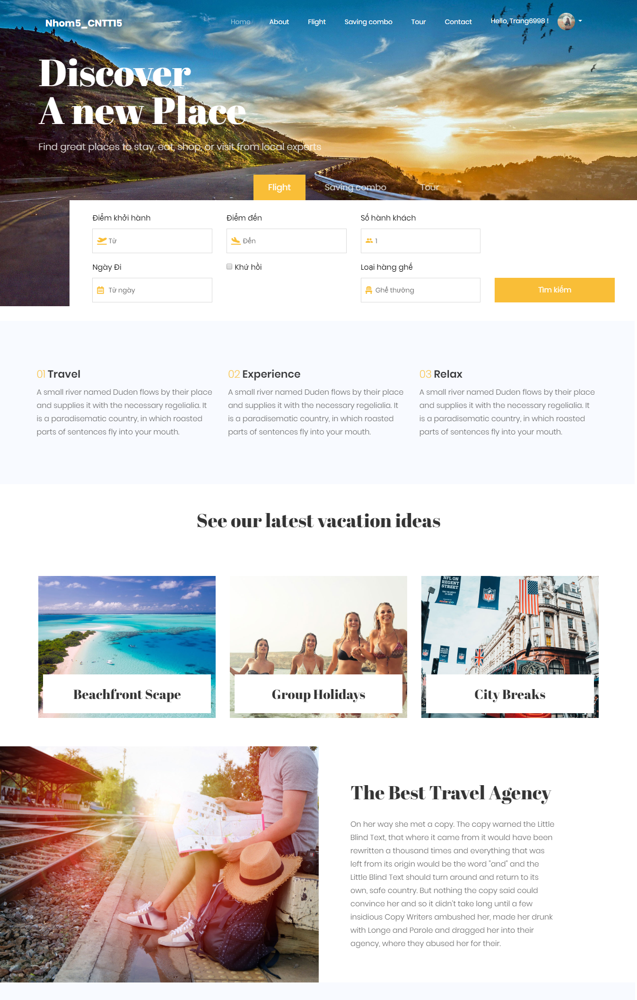 Nhom5_CNTT15
Home About Flight Saving combo Tour Contact Hello, Trang6998 !
Discover
A new Place
Find great places to stay, eat, shop, or visit from local experts
Flight Saving combo Tour
Điểm khởi hành
Từ
Điểm đến
Đến
Số hành khách
1
Ngày Đi
Từ ngày
Khứ hồi
Loại hàng ghế
Ghế thường
Tìm kiếm
01 Travel
A small river named Duden flows by their place
and supplies it with the necessary regelialia. It
is a paradisematic country, in which roasted
parts of sentences fly into your mouth.
02 Experience
A small river named Duden flows by their place
and supplies it with the necessary regelialia. It
is a paradisematic country, in which roasted
parts of sentences fly into your mouth.
03 Relax
A small river named Duden flows by their place
and supplies it with the necessary regelialia. It
is a paradisematic country, in which roasted
parts of sentences fly into your mouth.
See our latest vacation ideas
Beachfront Scape
Group Holidays
NFL ON
REGENT
STREET
NFL
City Breaks
The Best Travel Agency
On her way she met a copy. The copy warned the Little
Blind Text, that where it came from it would have been
rewritten a thousand times and everything that was
left from its origin would be the word "and" and the
Little Blind Text should turn around and return to its
own, safe country. But nothing the copy said could
convince her and so it didn't take long until a few
insidious Copy Writers ambushed her, made her drunk
with Longe and Parole and dragged her into their
agency, where they abused her for their.